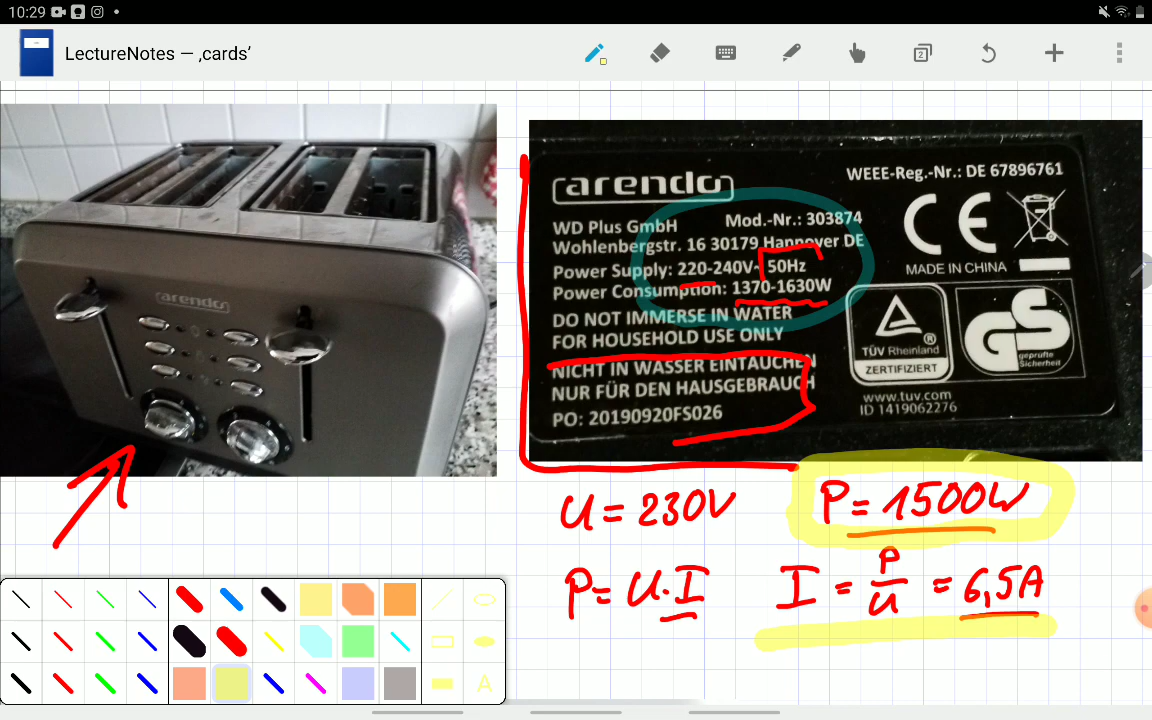 10:29
LectureNotes — ‚cards’
2
arendo
arendo
WEEE-Reg.-Nr.: DE 67896761
WD Plus GmbH
Mod.-Nr.: 303874
Wohlenbergstr. 16 30179 Hannover DE
Power Supply: 220-240V~ 50Hz
Power Consumption: 1370-1630W
DO NOT IMMERSE IN WATER
FOR HOUSEHOLD USE ONLY
NICHT IN WASSER EINTAUCHEN
NUR FÜR DEN HAUSGEBRAUCH
PO: 20190920FS026
CE
MADE IN CHINA
®
TÜV Rheinland
ZERTIFIZIERT
GS
geprüfte
Sicherheit
www.tuv.com
ID 1419062276
U = 230V
P = 1500W
P = U · I
I = P/U = 6,5A
A